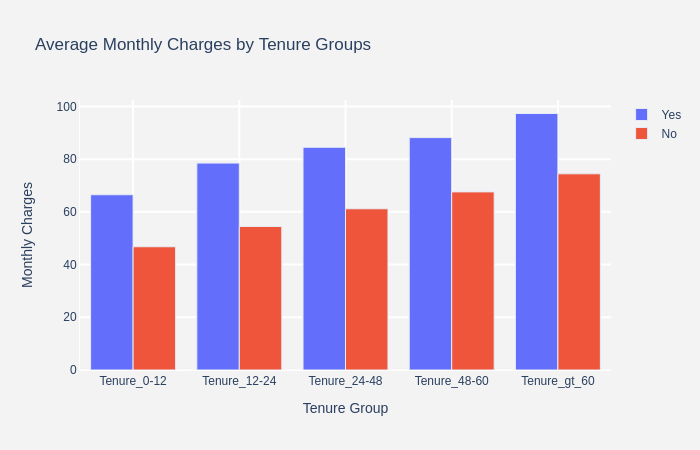 Average Monthly Charges by Tenure Groups
Yes
No
Monthly Charges
100
80
60
40
20
0
Tenure_0-12
Tenure_12-24
Tenure_24-48
Tenure_48-60
Tenure_gt_60
Tenure Group